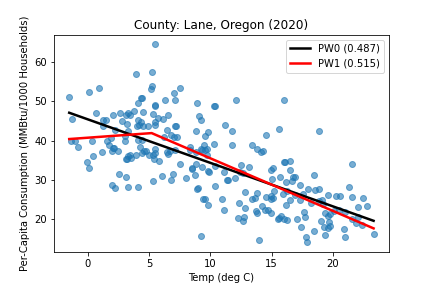 County: Lane, Oregon (2020)
PW0 (0.487)
PW1 (0.515)
Per-Capita Consumption (MMBtu/1000 Households)
60
50
40
30
20
0
5
10
15
20
Temp (deg C)